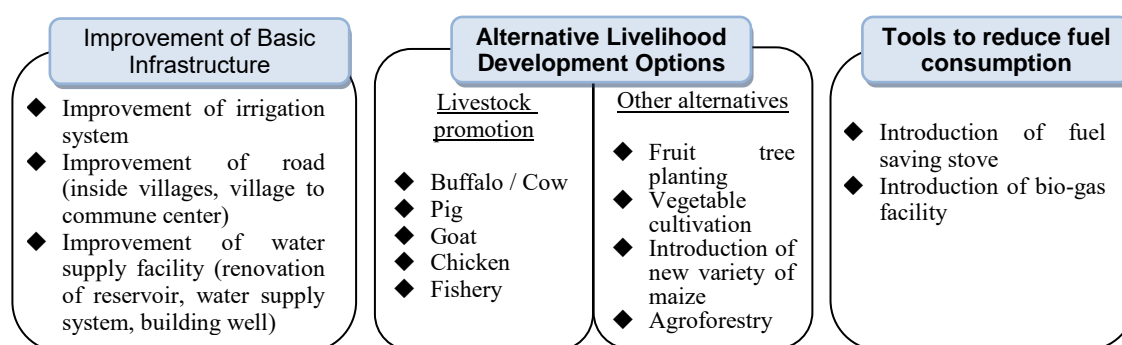 Improvement of Basic
Infrastructure
◆ Improvement of irrigation
system
◆ Improvement of road
(inside villages, village to
commune center)
◆ Improvement of water
supply facility (renovation
of reservoir, water supply
system, building well)
Alternative Livelihood
Development Options
Livestock
promotion
◆ Buffalo / Cow
◆ Pig
◆ Goat
◆ Chicken
◆ Fishery
Other alternatives
◆ Fruit tree
planting
◆ Vegetable
cultivation
◆ Introduction of
new variety of
maize
◆ Agroforestry
Tools to reduce fuel
consumption
◆ Introduction of fuel
saving stove
◆ Introduction of bio-gas
facility